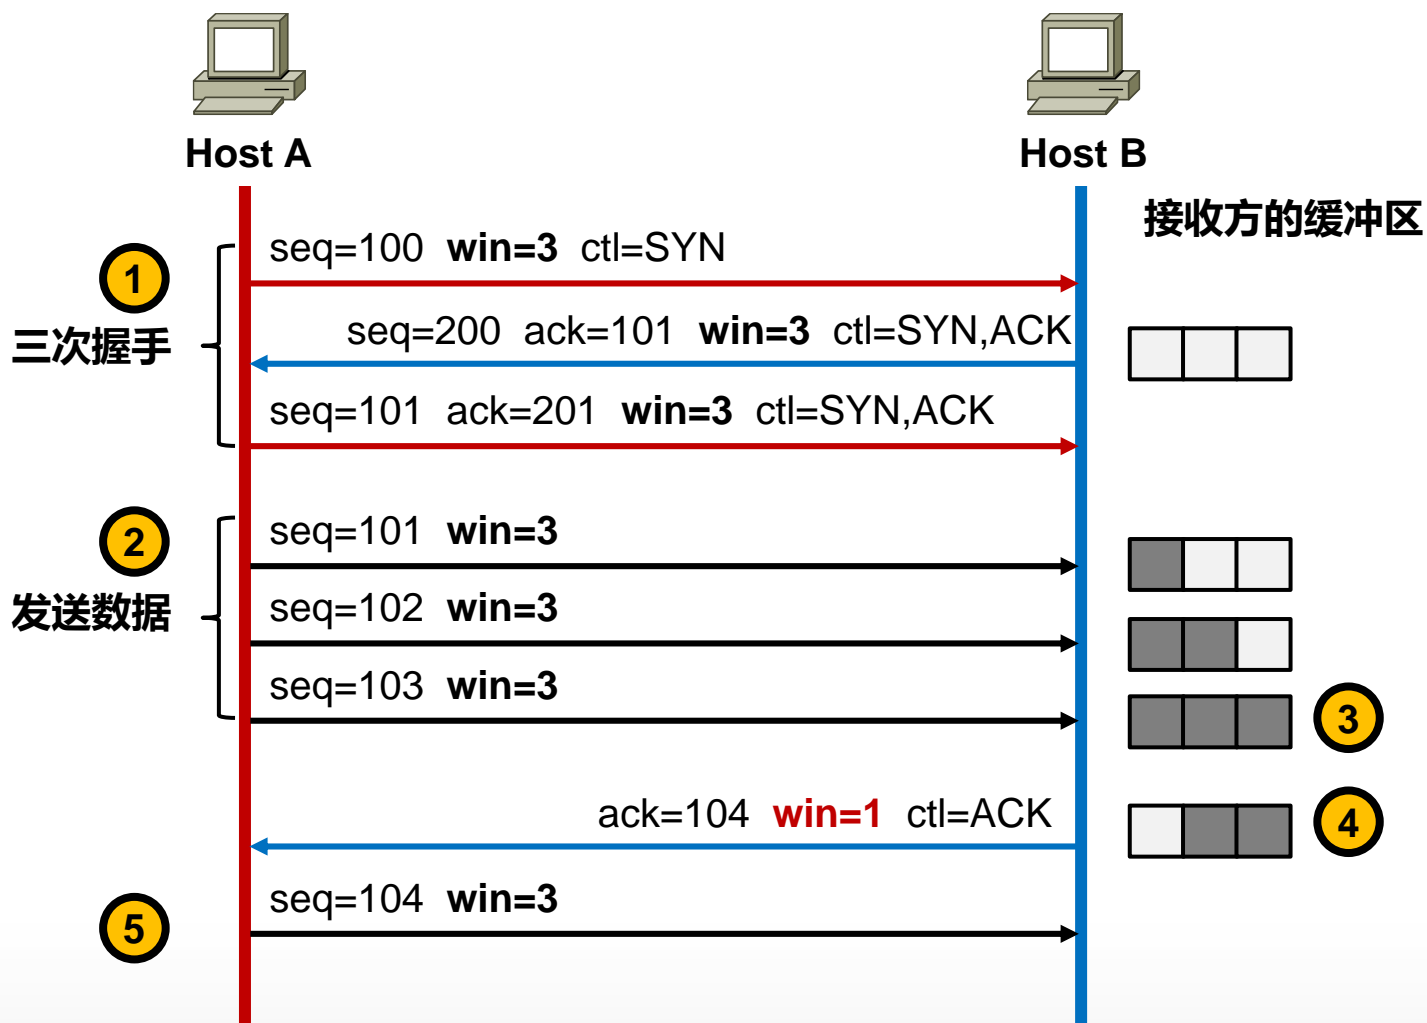 Host A
Host B
接收方的缓冲区
seq=100 win=3 ctl=SYN
1
三次握手
seq=200 ack=101 win=3 ctl=SYN,ACK
seq=101 ack=201 win=3 ctl=SYN,ACK
2
发送数据
seq=101 win=3
seq=102 win=3
seq=103 win=3
3
ack=104 win=1 ctl=ACK
4
seq=104 win=3
5